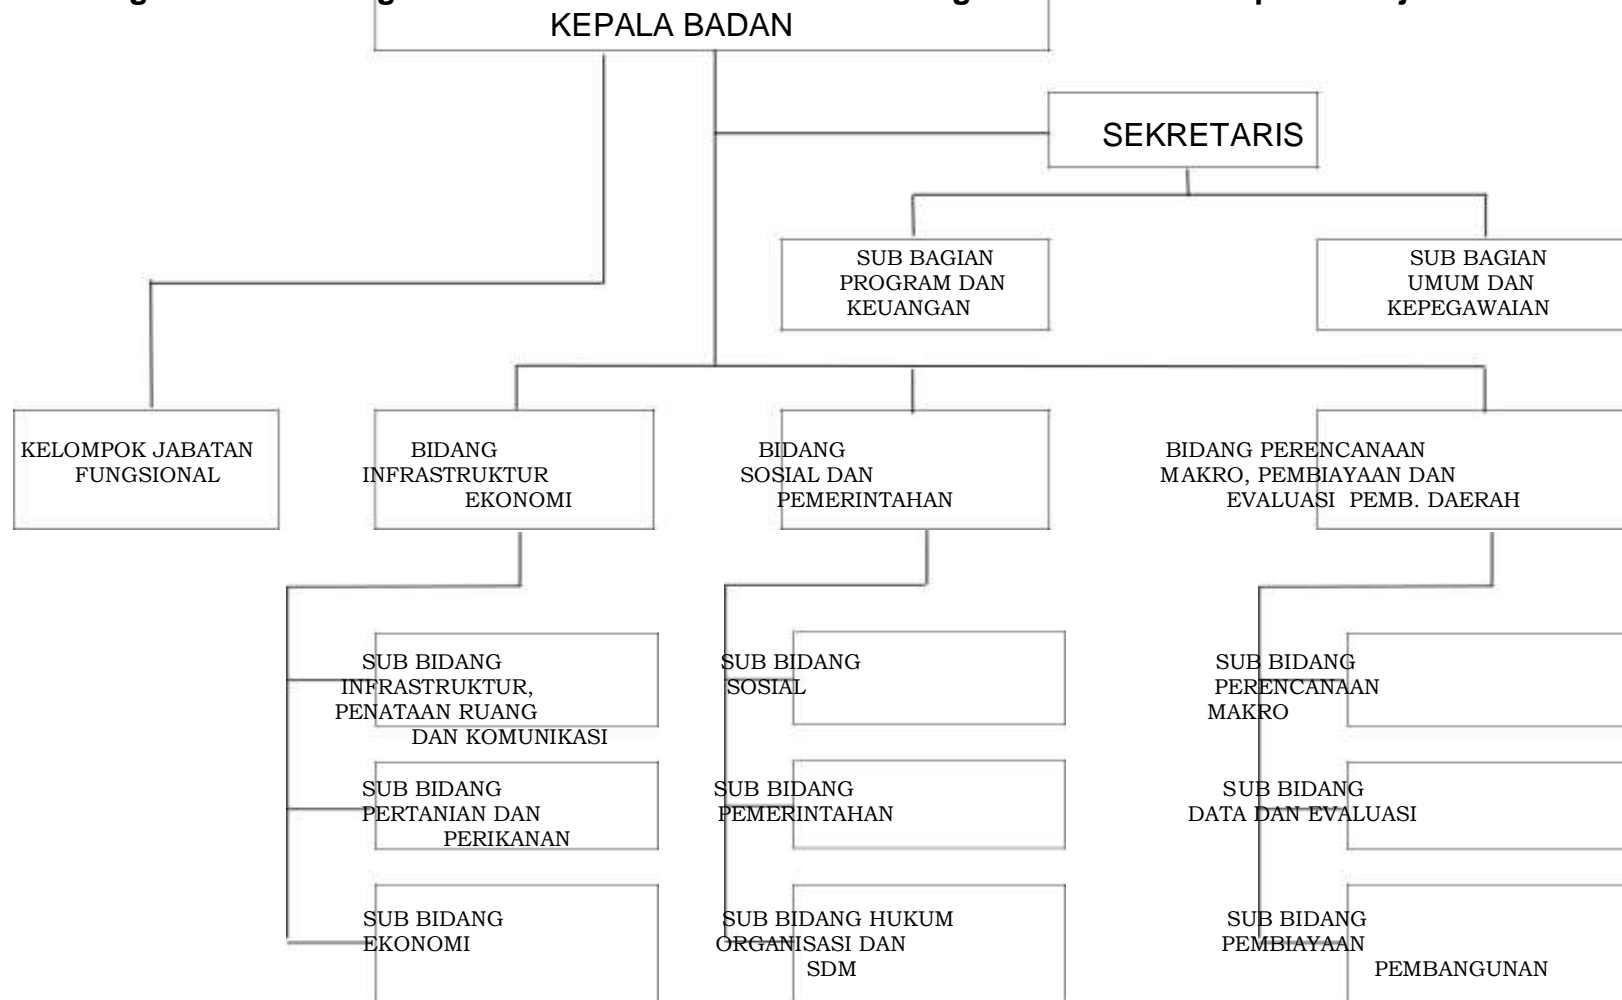 KEPALA BADAN
SEKRETARIS
SUB BAGIAN
PROGRAM DAN
KEUANGAN
SUB BAGIAN
UMUM DAN
KEPEGAWAIAN
KELOMPOK JABATAN
FUNGSIONAL
BIDANG
INFRASTRUKTUR
EKONOMI
BIDANG
SOSIAL DAN
PEMERINTAHAN
BIDANG PERENCANAAN
MAKRO, PEMBIAYAAN DAN
EVALUASI PEMB. DAERAH
SUB BIDANG
INFRASTRUKTUR,
PENATAAN RUANG
DAN KOMUNIKASI
SUB BIDANG
SOSIAL
SUB BIDANG
PERENCANAAN
MAKRO
SUB BIDANG
PERTANIAN DAN
PERIKANAN
SUB BIDANG
PEMERINTAHAN
SUB BIDANG
DATA DAN EVALUASI
SUB BIDANG
EKONOMI
SUB BIDANG HUKUM
ORGANISASI DAN
SDM
SUB BIDANG
PEMBIAYAAN
PEMBANGUNAN